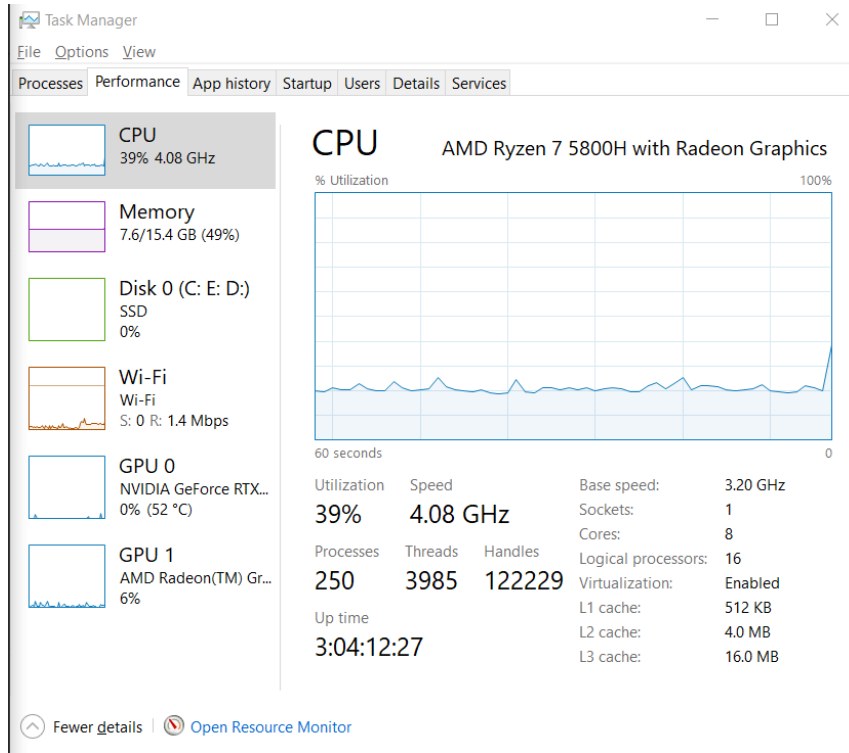 Task Manager
File Options View
Processes Performance App history Startup Users Details Services
CPU
39% 4.08 GHz
Memory
7.6/15.4 GB (49%)
Disk 0 (C: E: D:)
SSD
0%
Wi-Fi
Wi-Fi
S: 0 R: 1.4 Mbps
GPU 0
NVIDIA GeForce RTX...
0% (52 °C)
GPU 1
AMD Radeon(TM) Gr...
6%
CPU AMD Ryzen 7 5800H with Radeon Graphics
% Utilization 100%
60 seconds 0
Utilization Speed
39% 4.08 GHz
Processes Threads Handles
250 3985 122229
Up time
3:04:12:27
Base speed: 3.20 GHz
Sockets: 1
Cores: 8
Logical processors: 16
Virtualization: Enabled
L1 cache: 512 KB
L2 cache: 4.0 MB
L3 cache: 16.0 MB
Fewer details Open Resource Monitor